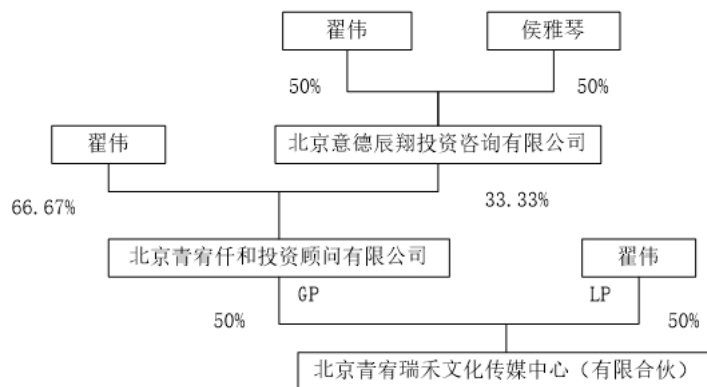 翟伟
侯雅琴
50%
50%
翟伟
北京意德辰翔投资咨询有限公司
66.67%
33.33%
北京青宥仟和投资顾问有限公司
翟伟
GP
LP
50%
50%
北京青宥瑞禾文化传媒中心（有限合伙）